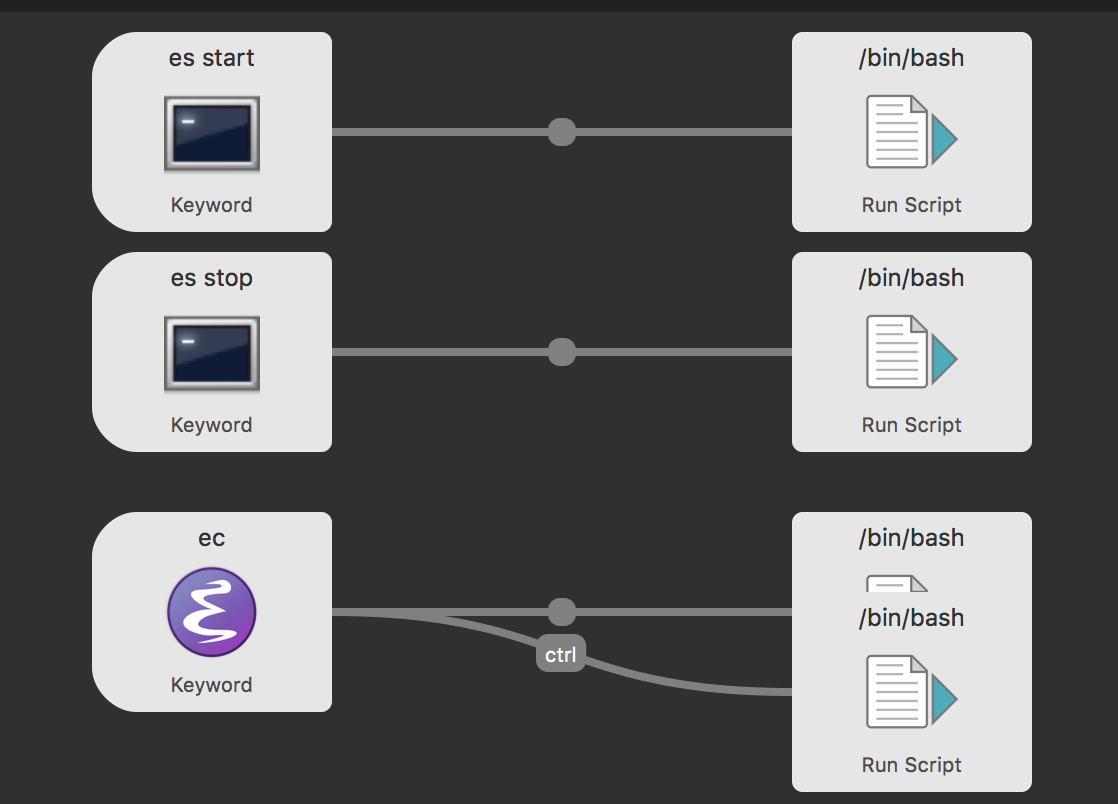 es start
Keyword
/bin/bash
Run Script
es stop
Keyword
/bin/bash
Run Script
ec
Keyword
ctrl
/bin/bash
/bin/bash
Run Script